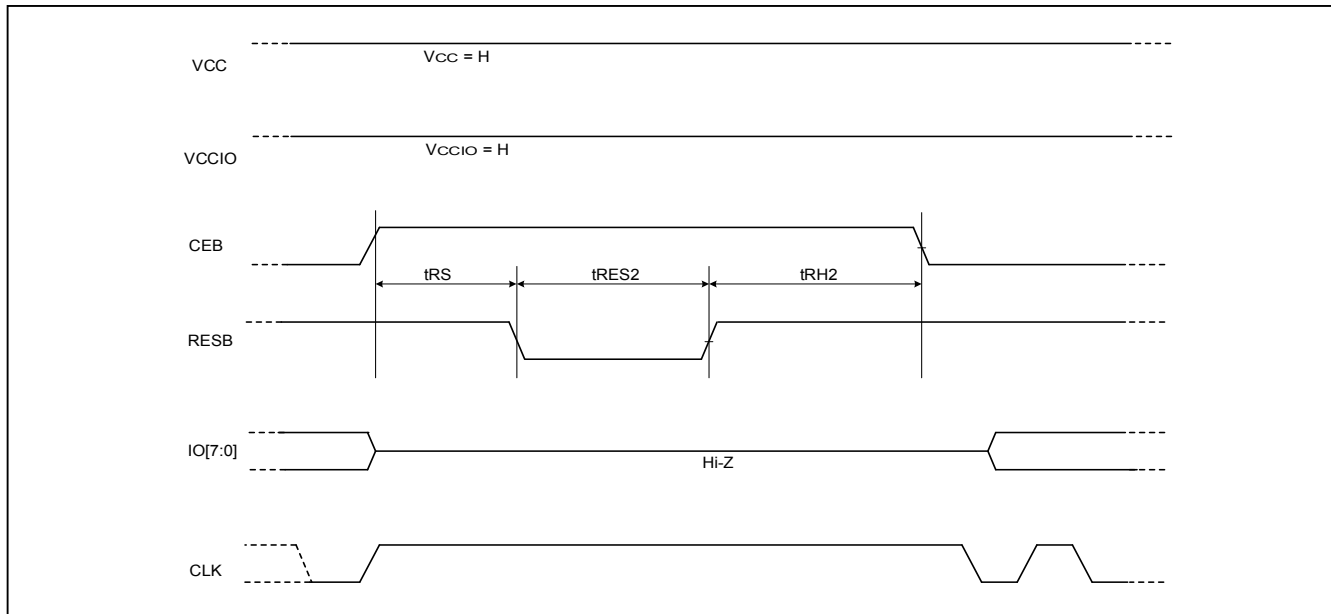 VCC
VCC = H
VCCIO
VCCIO = H
CEB
tRS
tRES2
tRH2
RESB
IO[7:0]
Hi-Z
CLK